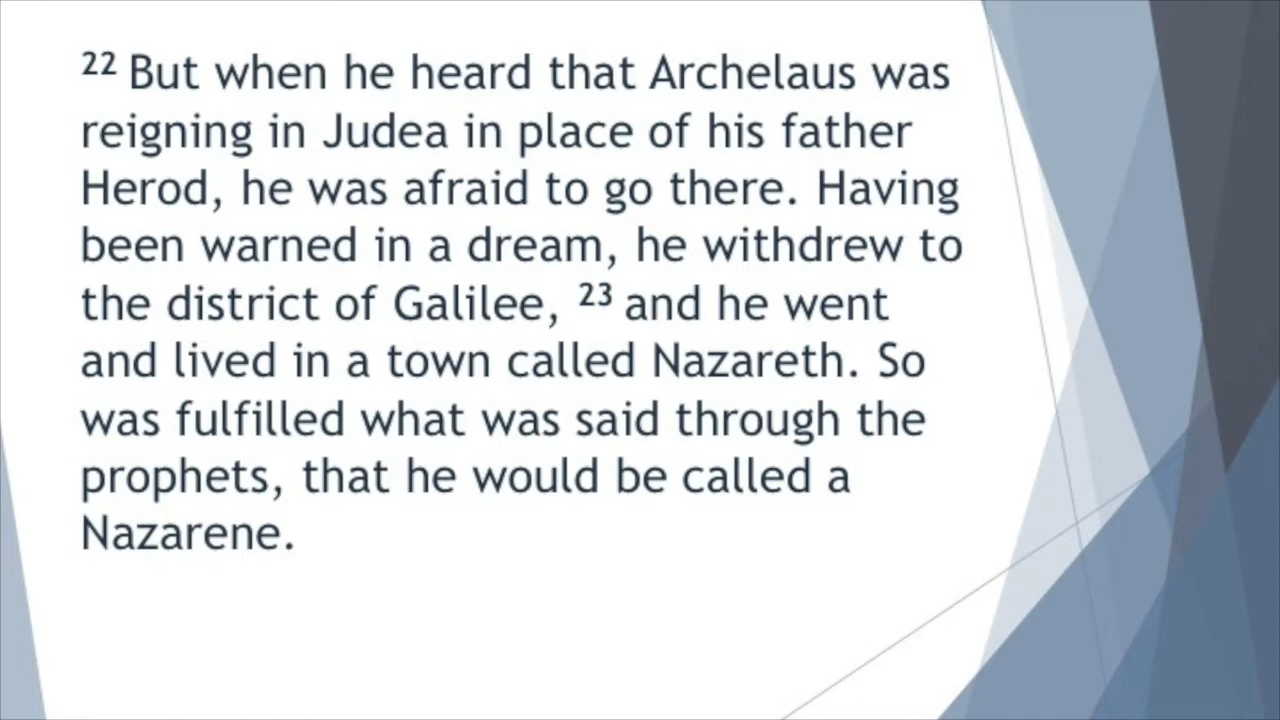 22 But when he heard that Archelaus was
reigning in Judea in place of his father
Herod, he was afraid to go there. Having
been warned in a dream, he withdrew to
the district of Galilee, 23 and he went
and lived in a town called Nazareth. So
was fulfilled what was said through the
prophets, that he would be called a
Nazarene.